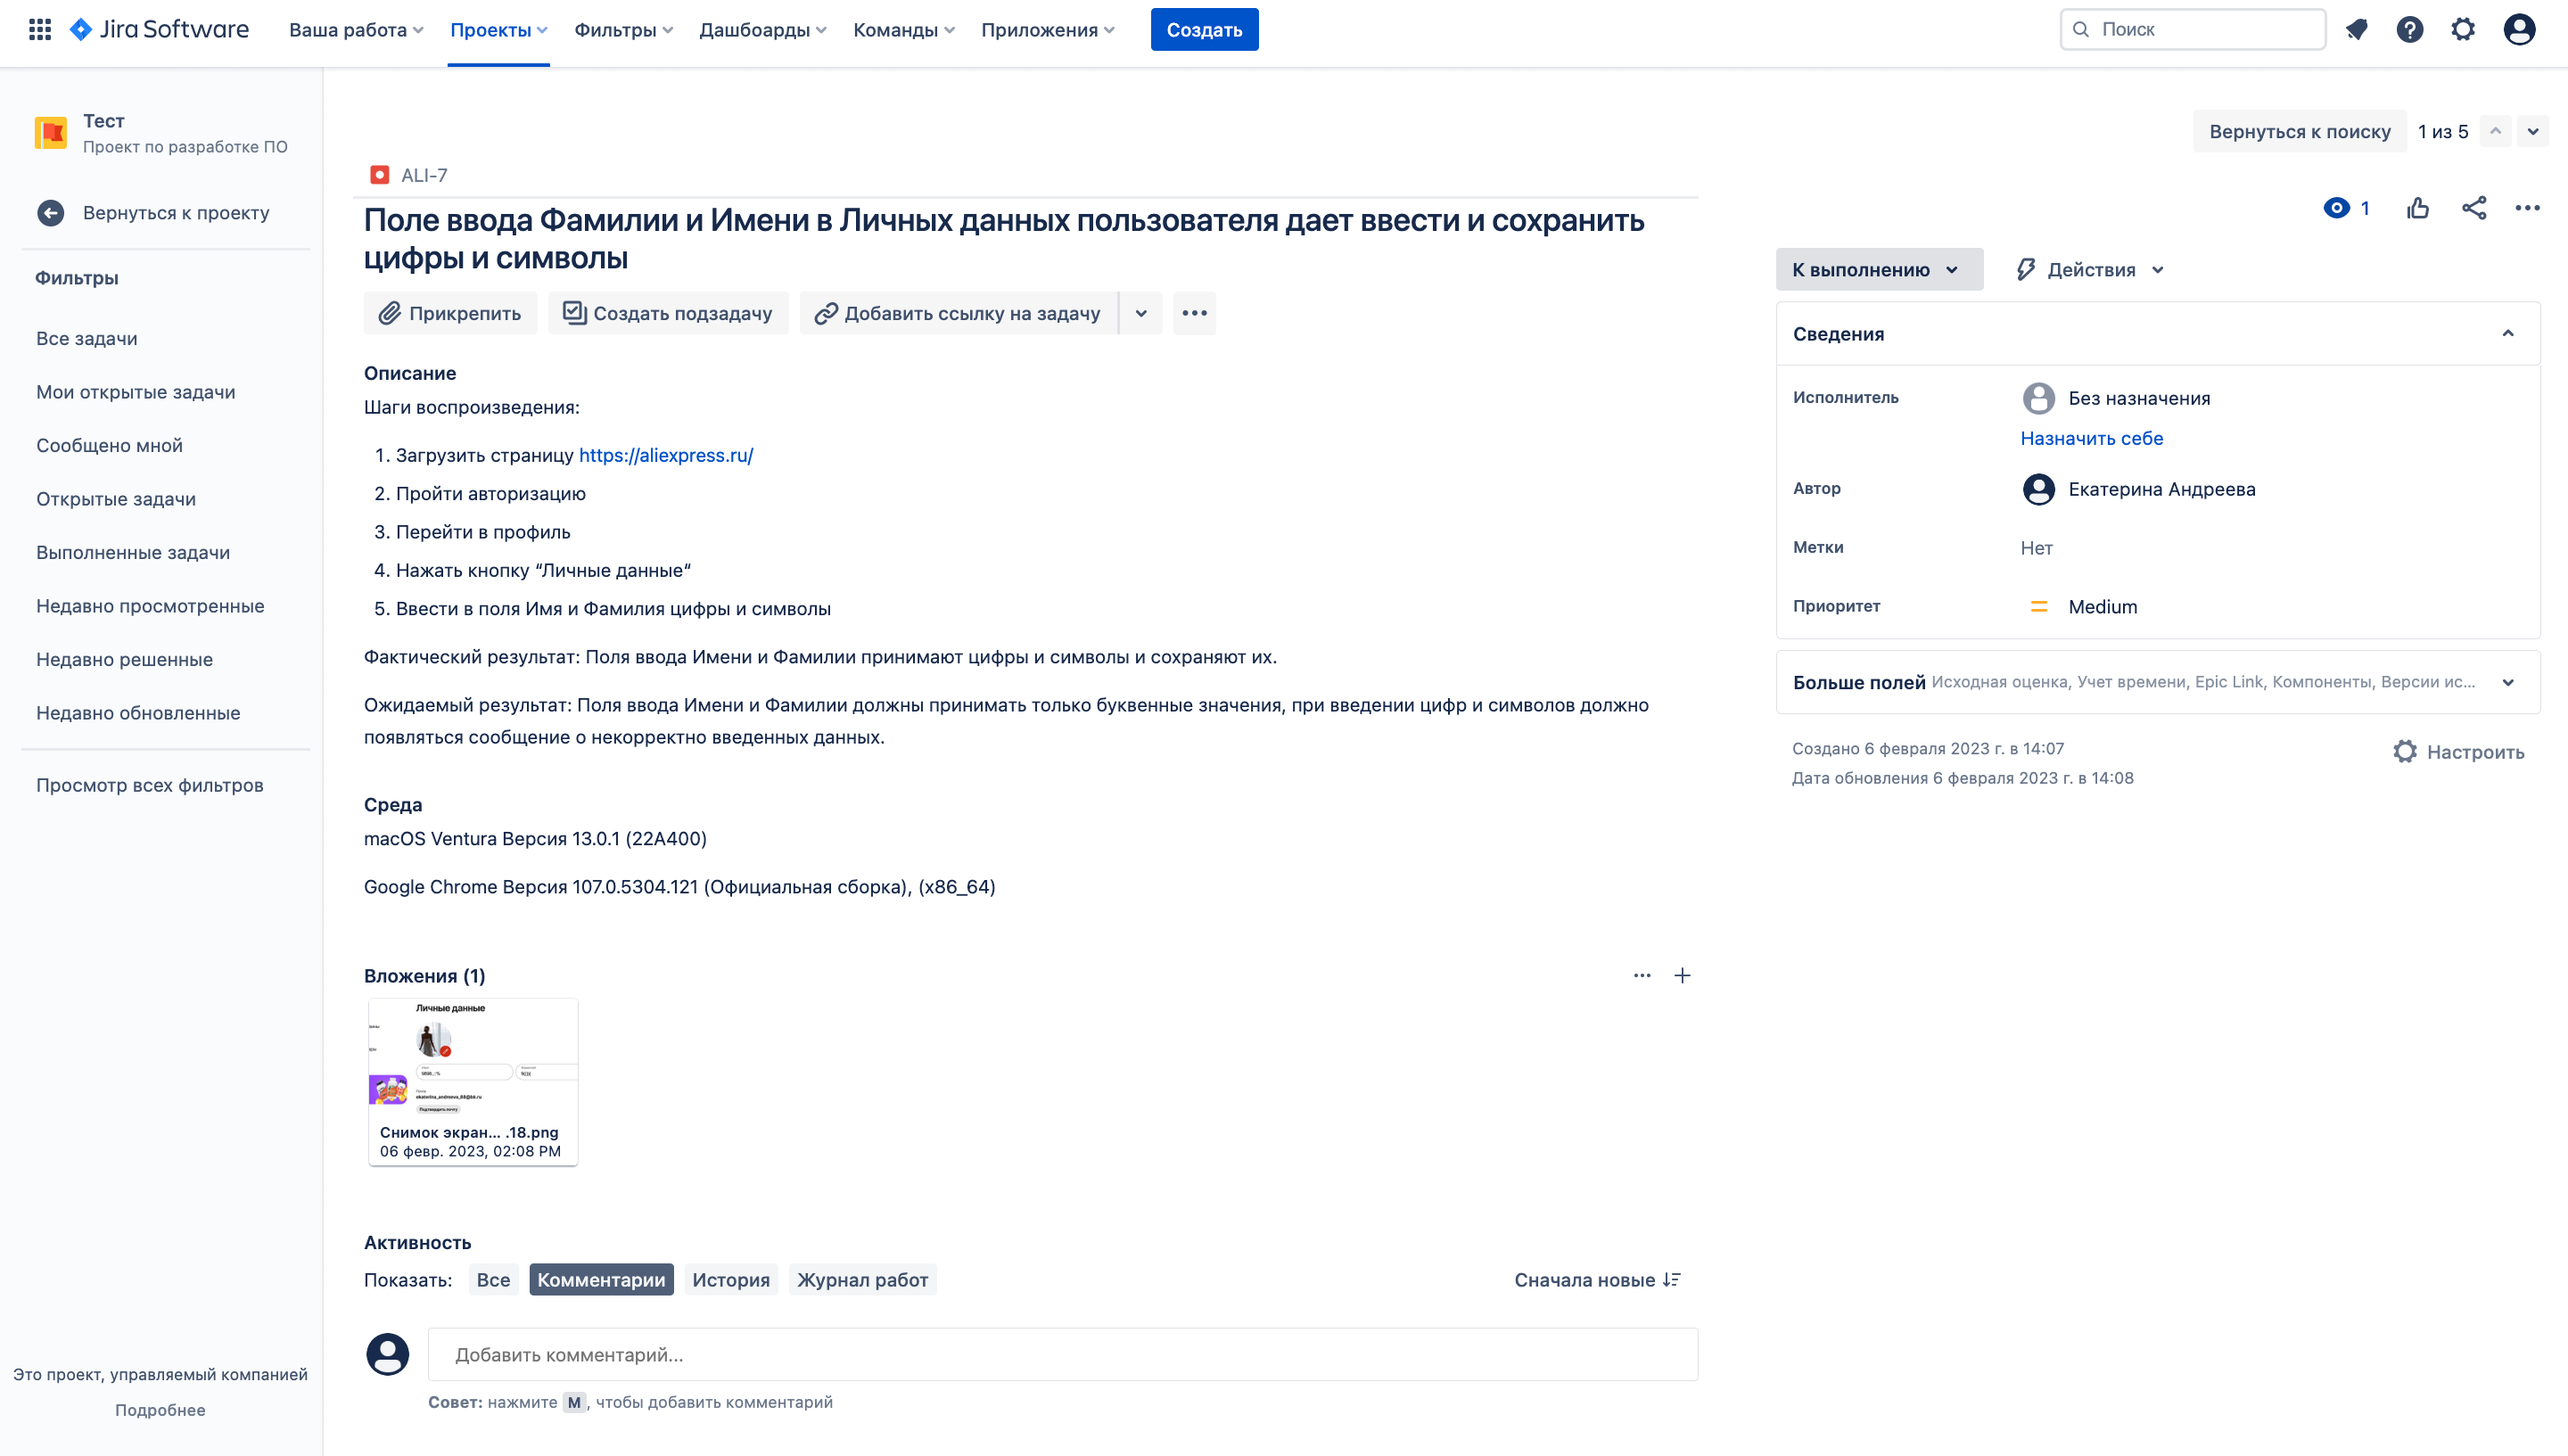 Jira Software Ваша работа Проекты Фильтры Дашборды Команды Приложения Создать Поиск
Тест
Проект по разработке ПО
Вернуться к проекту
Фильтры
Все задачи
Мои открытые задачи
Сообщено мной
Открытые задачи
Выполненные задачи
Недавно просмотренные
Недавно решенные
Недавно обновленные
Просмотр всех фильтров
Это проект, управляемый компанией
Подробнее
Вернуться к поиску 1 из 5
ALI-7
Поле ввода Фамилии и Имени в Личных данных пользователя дает ввести и сохранить
цифры и символы
Прикрепить Создать подзадачу Добавить ссылку на задачу
Описание
Шаги воспроизведения:
1. Загрузить страницу https://aliexpress.ru/
2. Пройти авторизацию
3. Перейти в профиль
4. Нажать кнопку “Личные данные“
5. Ввести в поля Имя и Фамилия цифры и символы
Фактический результат: Поля ввода Имени и Фамилии принимают цифры и символы и сохраняют их.
Ожидаемый результат: Поля ввода Имени и Фамилии должны принимать только буквенные значения, при введении цифр и символов должно
появляться сообщение о некорректно введенных данных.
Среда
macOS Ventura Версия 13.0.1 (22A400)
Google Chrome Версия 107.0.5304.121 (Официальная сборка), (x86_64)
Вложения (1)
Личные данные
Подтвердить почту
Снимок экран... .18.png
06 февр. 2023, 02:08 PM
Активность
Показать: Все Комментарии История Журнал работ Сначала новые
Добавить комментарий...
Совет: нажмите M, чтобы добавить комментарий
1
К выполнению Действия
Сведения
Исполнитель Без назначения
Назначить себе
Автор Екатерина Андреева
Метки Нет
Приоритет Medium
Больше полей Исходная оценка, Учет времени, Epic Link, Компоненты, Версии ис...
Создано 6 февраля 2023 г. в 14:07
Дата обновления 6 февраля 2023 г. в 14:08
Настроить